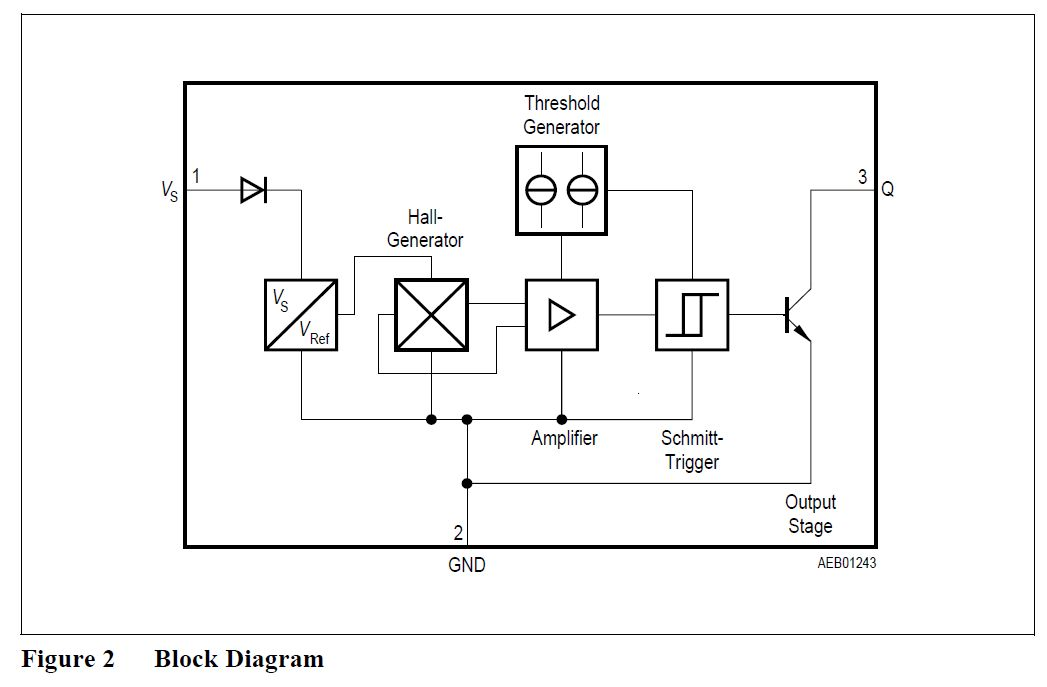 Threshold
Generator
1
V_S
3
Q
Hall-
Generator
V_S
V_Ref
Amplifier
Schmitt-
Trigger
Output
Stage
2
GND
AEB01243
Figure 2 Block Diagram